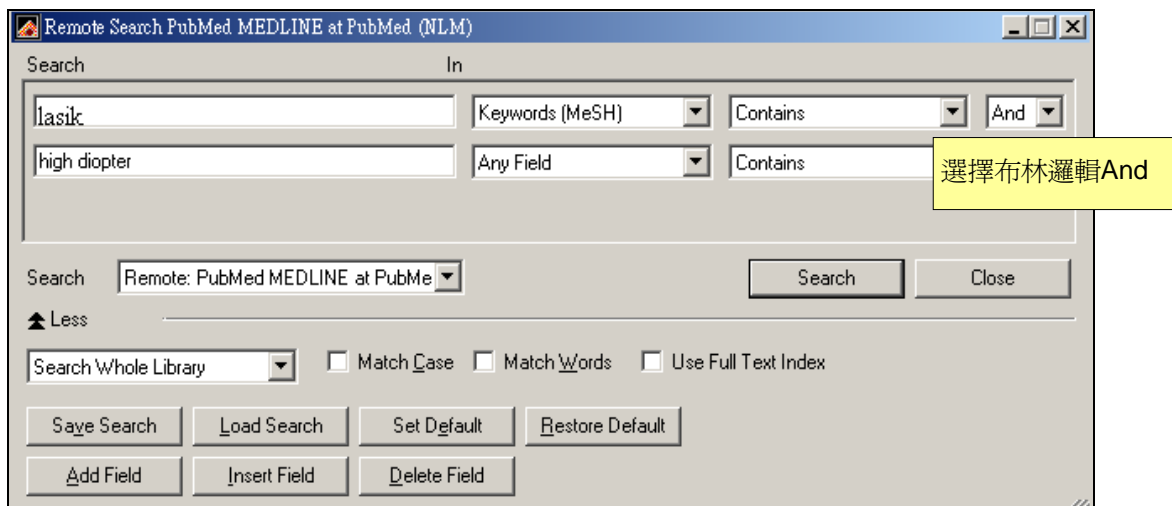 Remote Search PubMed MEDLINE at PubMed (NLM)
Search In
lasik Keywords (MeSH) Contains And
high diopter Any Field Contains
選擇布林邏輯And
Search Remote: PubMed MEDLINE at PubMe Search Close
Less
Search Whole Library Match Case Match Words Use Full Text Index
Save Search Load Search Set Default Restore Default
Add Field Insert Field Delete Field